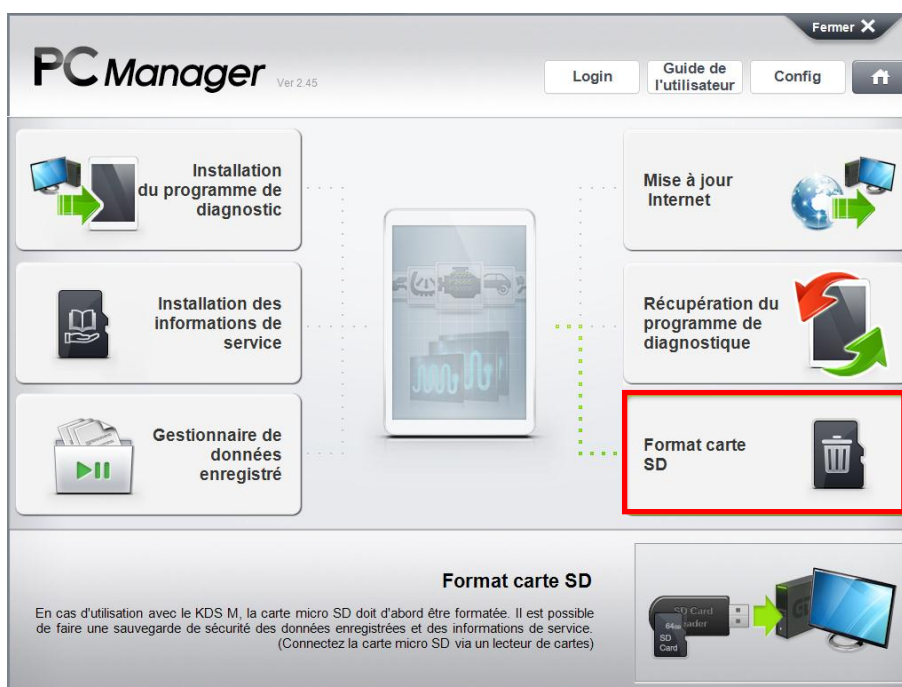 Fermer X
PC Manager Ver 2.45
Login
Guide de
l'utilisateur
Config
Installation
du programme de
diagnostic
Mise à jour
Internet
Installation des
informations de
service
Récupération du
programme de
diagnostique
Gestionnaire de
données
enregistré
Format carte
SD
Format carte SD
En cas d'utilisation avec le KDS M, la carte micro SD doit d'abord être formatée. Il est possible
de faire une sauvegarde de sécurité des données enregistrées et des informations de service.
(Connectez la carte micro SD via un lecteur de cartes)
SD Card
Reader
64GB
SD
Card